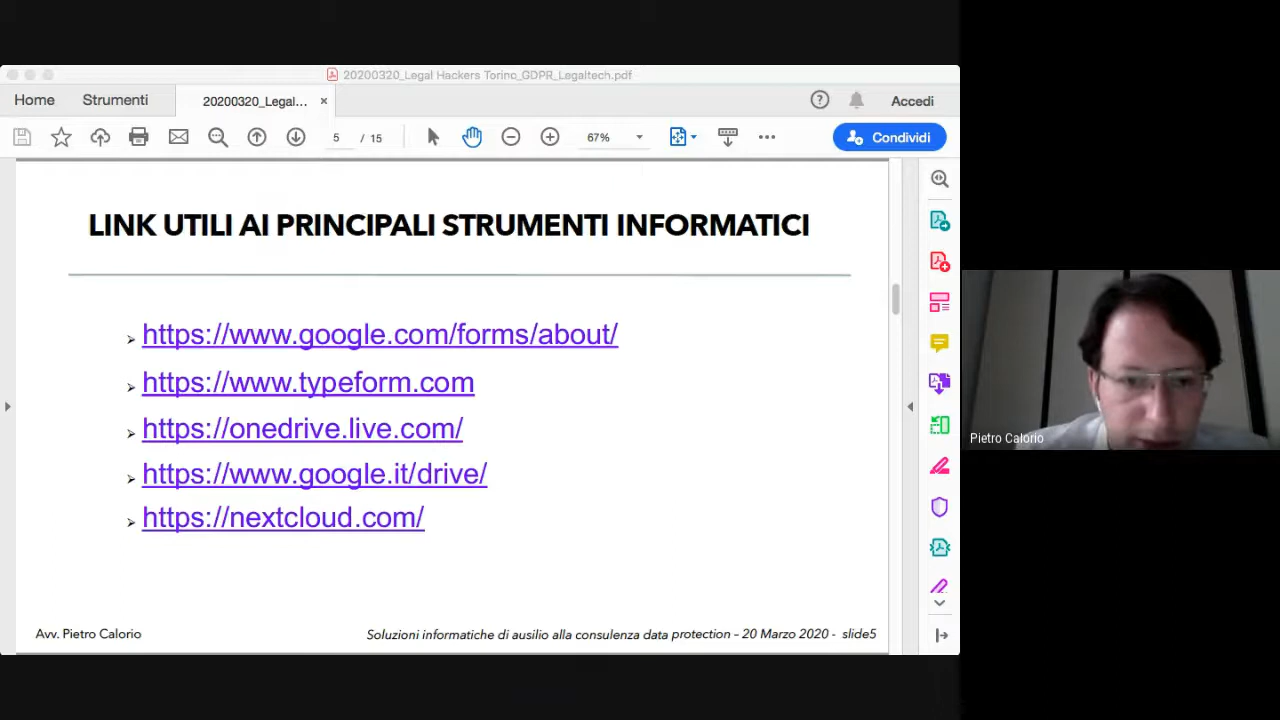 20200320_Legal Hackers Torino_GDPR_Legaltech.pdf
Home Strumenti 20200320_Legal... × Accedi
5 / 15 67% Condividi
LINK UTILI AI PRINCIPALI STRUMENTI INFORMATICI
https://www.google.com/forms/about/
https://www.typeform.com
https://onedrive.live.com/
https://www.google.it/drive/
https://nextcloud.com/
Pietro Calorio
Avv. Pietro Calorio Soluzioni informatiche di ausilio alla consulenza data protection – 20 Marzo 2020 - slide5